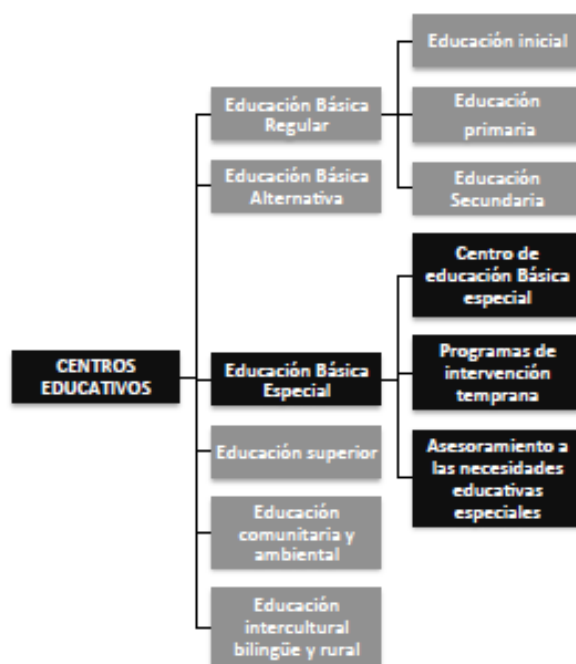 CENTROS
EDUCATIVOS
Educación Básica
Regular
Educación inicial
Educación
primaria
Educación
Secundaria
Educación Básica
Alternativa
Educación Básica
Especial
Centro de
educación Básica
especial
Programas de
intervención
temprana
Asesoramiento a
las necesidades
educativas
especiales
Educación superior
Educación
comunitaria y
ambiental
Educación
intercultural
bilingüe y rural